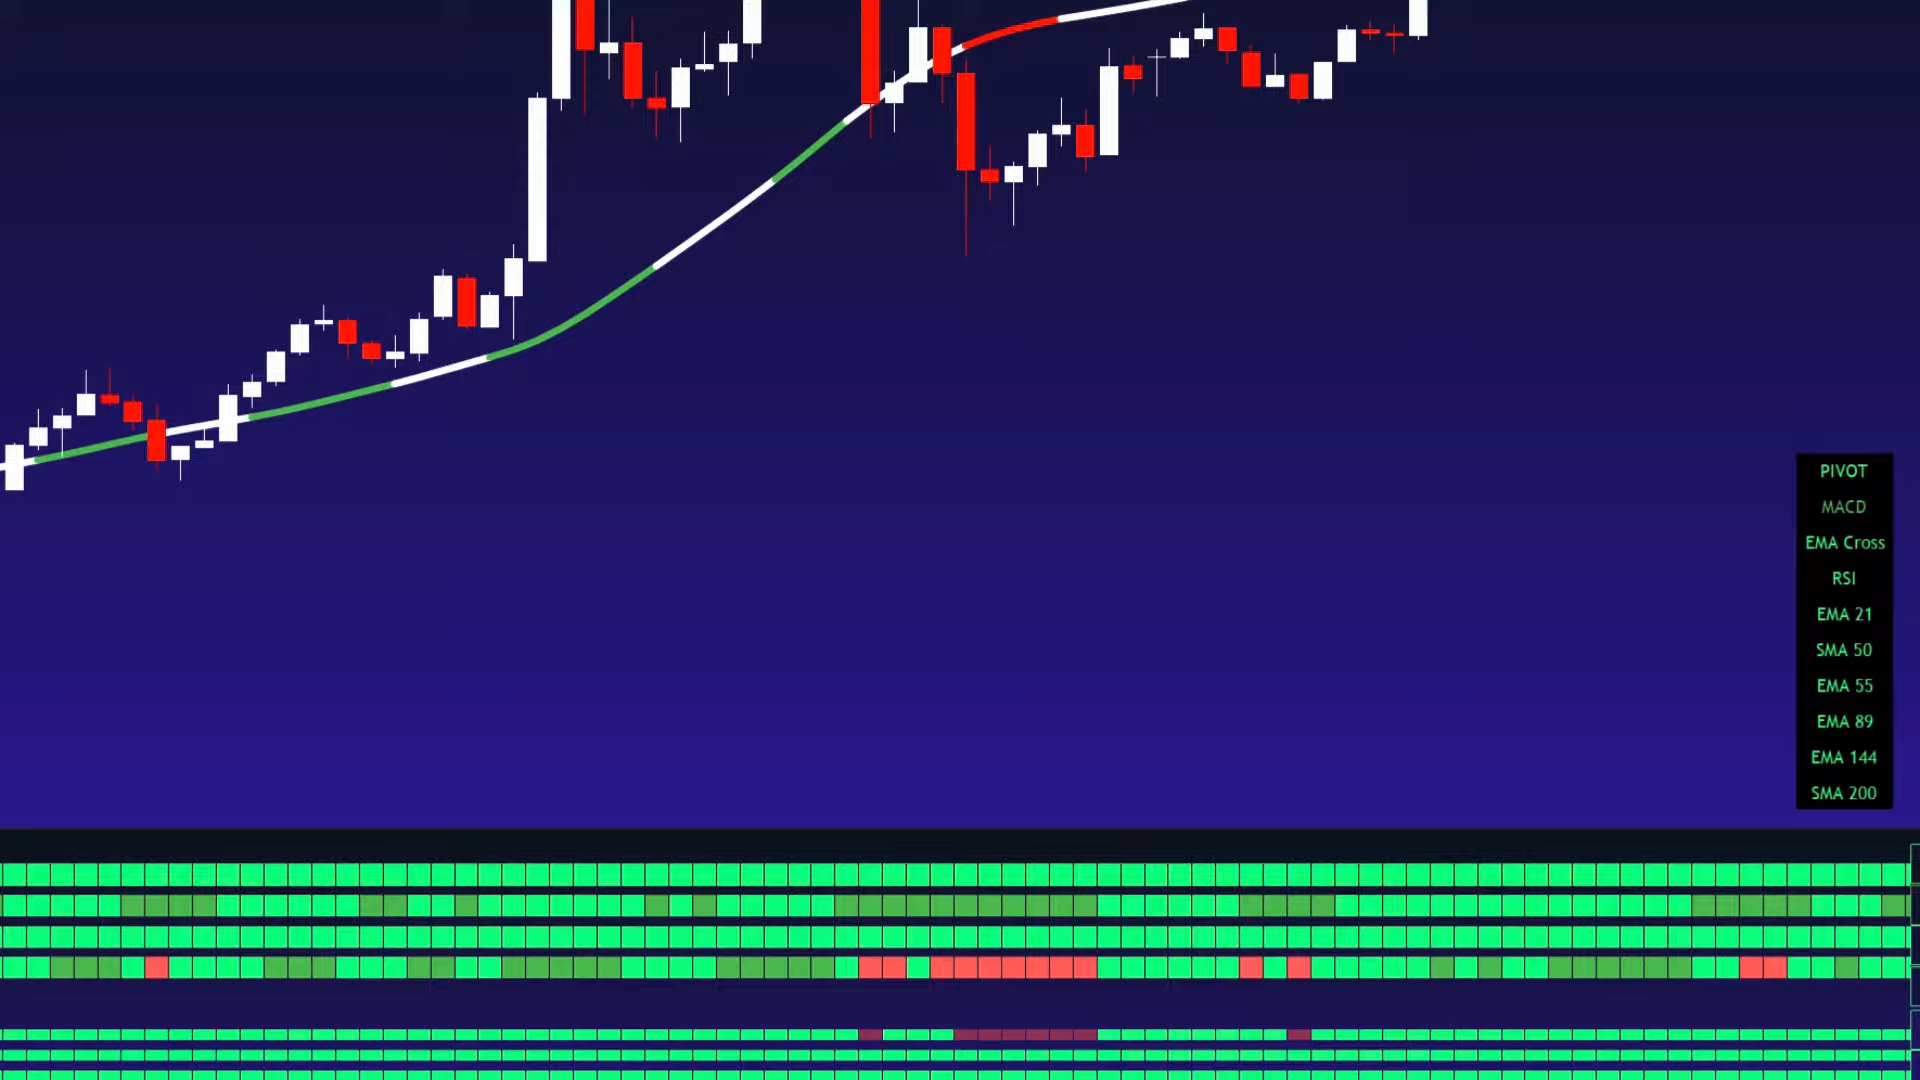 PIVOT
MACD
EMA Cross
RSI
EMA 21
SMA 50
EMA 55
EMA 89
EMA 144
SMA 200